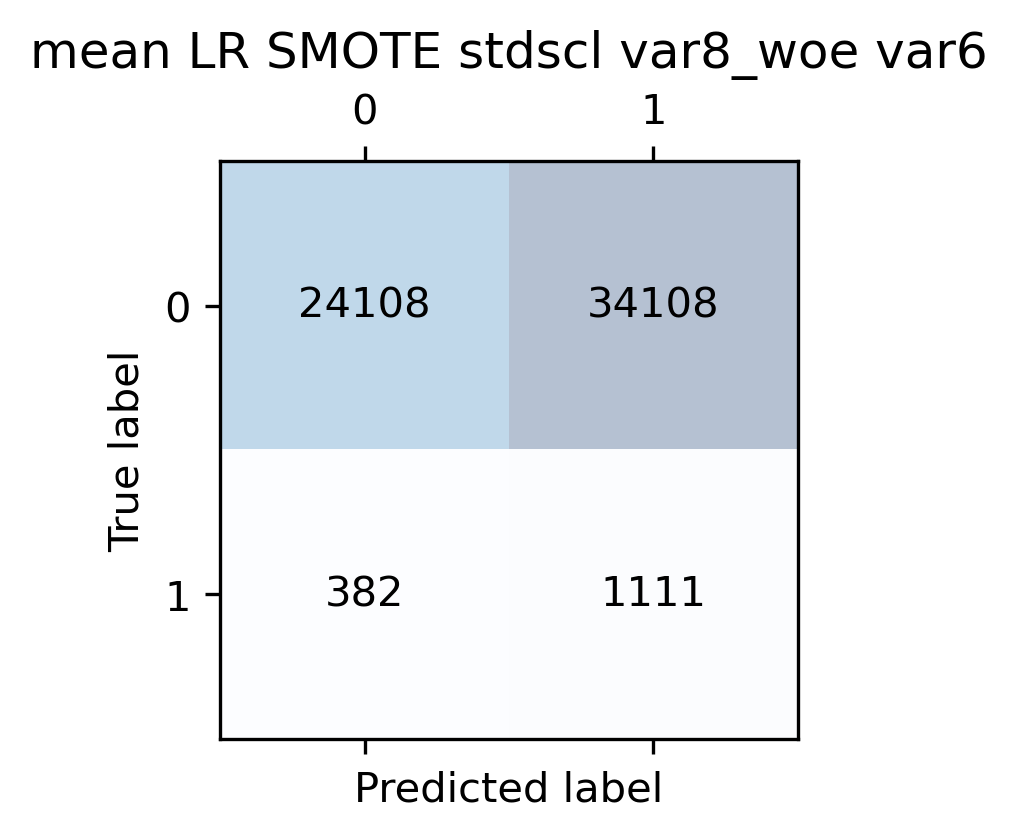 mean LR SMOTE stdscl var8_woe var6
0 1
0 24108 34108
True label
1 382 1111
Predicted label